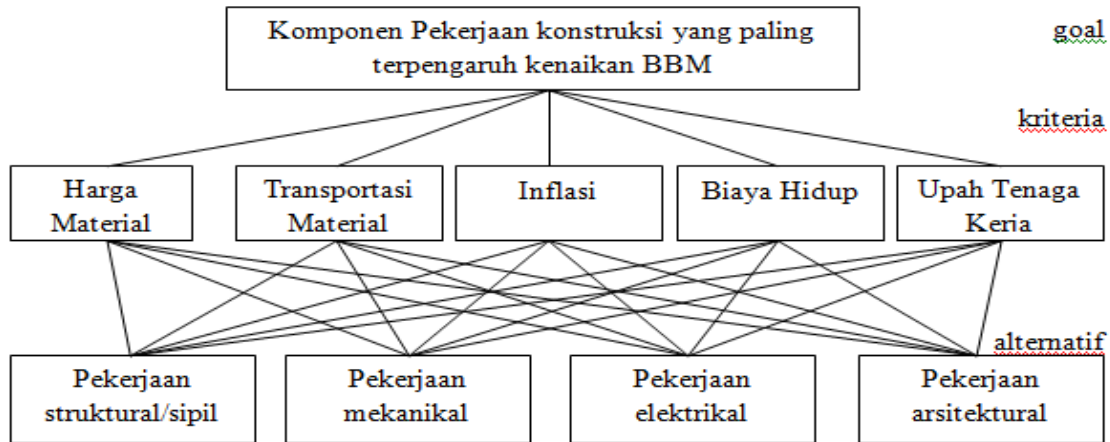 Komponen Pekerjaan konstruksi yang paling
terpengaruh kenaikan BBM
goal
kriteria
Harga
Material
Transportasi
Material
Inflasi
Biaya Hidup
Upah Tenaga
Kerja
alternatif
Pekerjaan
struktural/sipil
Pekerjaan
mekanikal
Pekerjaan
elektrikal
Pekerjaan
arsitektural